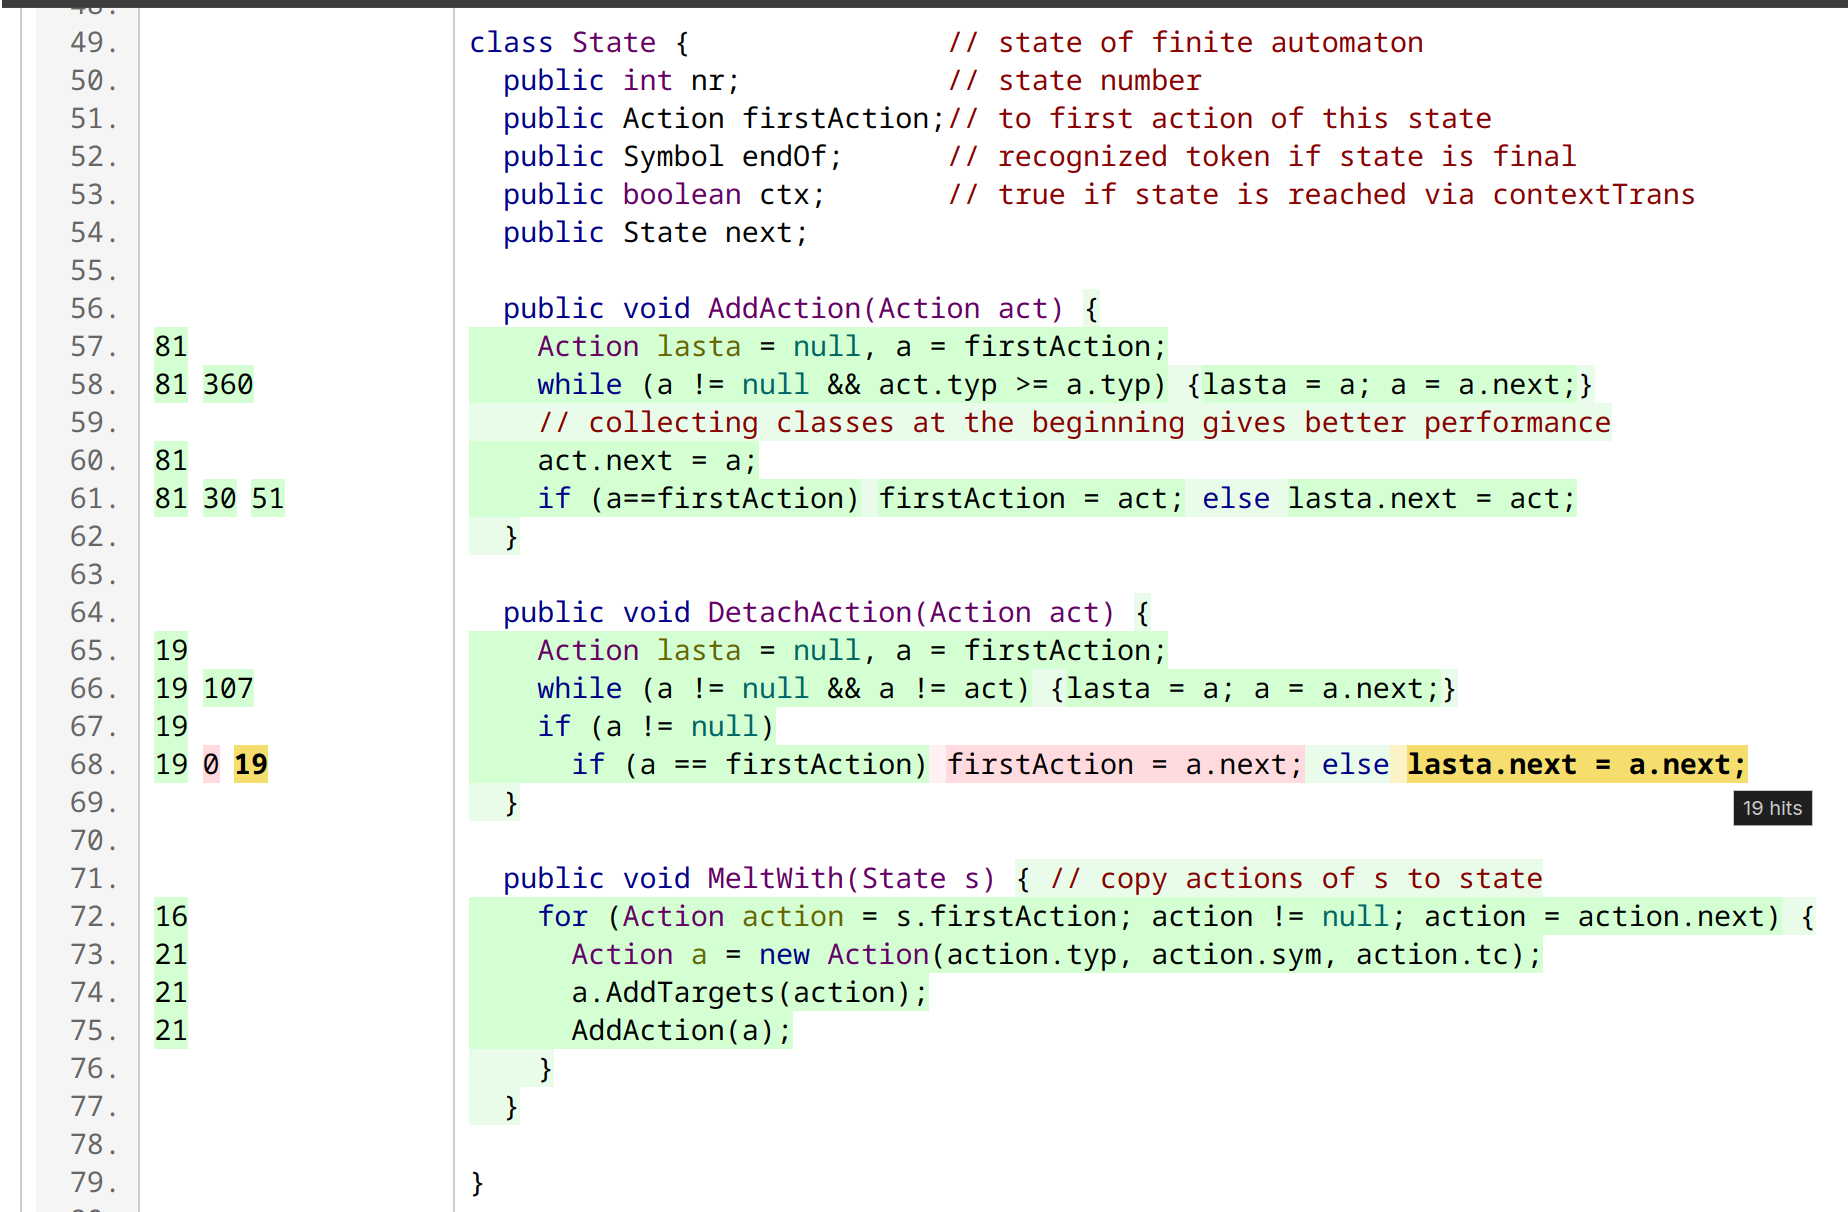 49. class State { // state of finite automaton
50. public int nr; // state number
51. public Action firstAction;// to first action of this state
52. public Symbol endOf; // recognized token if state is final
53. public boolean ctx; // true if state is reached via contextTrans
54. public State next;
55.
56. public void AddAction(Action act) {
57. 81 Action lasta = null, a = firstAction;
58. 81 360 while (a != null && act.typ >= a.typ) {lasta = a; a = a.next;}
59. // collecting classes at the beginning gives better performance
60. 81 act.next = a;
61. 81 30 51 if (a==firstAction) firstAction = act; else lasta.next = act;
62. }
63.
64. public void DetachAction(Action act) {
65. 19 Action lasta = null, a = firstAction;
66. 19 107 while (a != null && a != act) {lasta = a; a = a.next;}
67. 19 if (a != null)
68. 19 0 19 if (a == firstAction) firstAction = a.next; else lasta.next = a.next;
69. }
19 hits
70.
71. public void MeltWith(State s) { // copy actions of s to state
72. 16 for (Action action = s.firstAction; action != null; action = action.next) {
73. 21 Action a = new Action(action.typ, action.sym, action.tc);
74. 21 a.AddTargets(action);
75. 21 AddAction(a);
76. }
77. }
78.
79. }